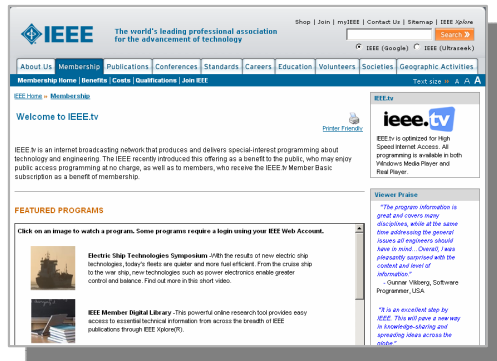 Shop | Join | myIEEE | Contact Us | Sitemap | IEEE Xplore
IEEE
The world's leading professional association
for the advancement of technology
Search
IEEE (Google) IEEE (Ultraseek)
About Us Membership Publications Conferences Standards Careers Education Volunteers Societies Geographic Activities
Membership Home | Benefits | Costs | Qualifications | Join IEEE
Text size » A A A
IEEE Home » Membership
Welcome to IEEE.tv
Printer Friendly
IEEE.tv is an internet broadcasting network that produces and delivers special-interest programming about
technology and engineering. The IEEE recently introduced this offering as a benefit to the public, who may enjoy
public access programming at no charge, as well as to members, who receive the IEEE.tv Member Basic
subscription as a benefit of membership.
FEATURED PROGRAMS
Click on an image to watch a program. Some programs require a login using your IEEE Web Account.
Electric Ship Technologies Symposium -With the results of new electric ship
technologies, today's fleets are quieter and more fuel efficient. From the cruise ship
to the war ship, new technologies such as power electronics enable greater
control and balance. Find out more in this short video.
IEEE Member Digital Library -This powerful online research tool provides easy
access to essential technical information from across the breadth of IEEE
publications through IEEE Xplore(R).
IEEE.tv
ieee.tv
IEEE.tv is optimized for High
Speed Internet Access. All
programming is available in both
Windows Media Player and
Real Player.
Viewer Praise
"The program information is
great and covers many
disciplines, while at the same
time addressing the general
issues all engineers should
have in mind...Overall, I was
pleasantly surprised with the
content and level of
information."
- Gunnar Vikberg, Software
Programmer, USA
"It is an excellent step by
IEEE. This will pave a new way
in knowledge-sharing and
spreading ideas across the
globe."